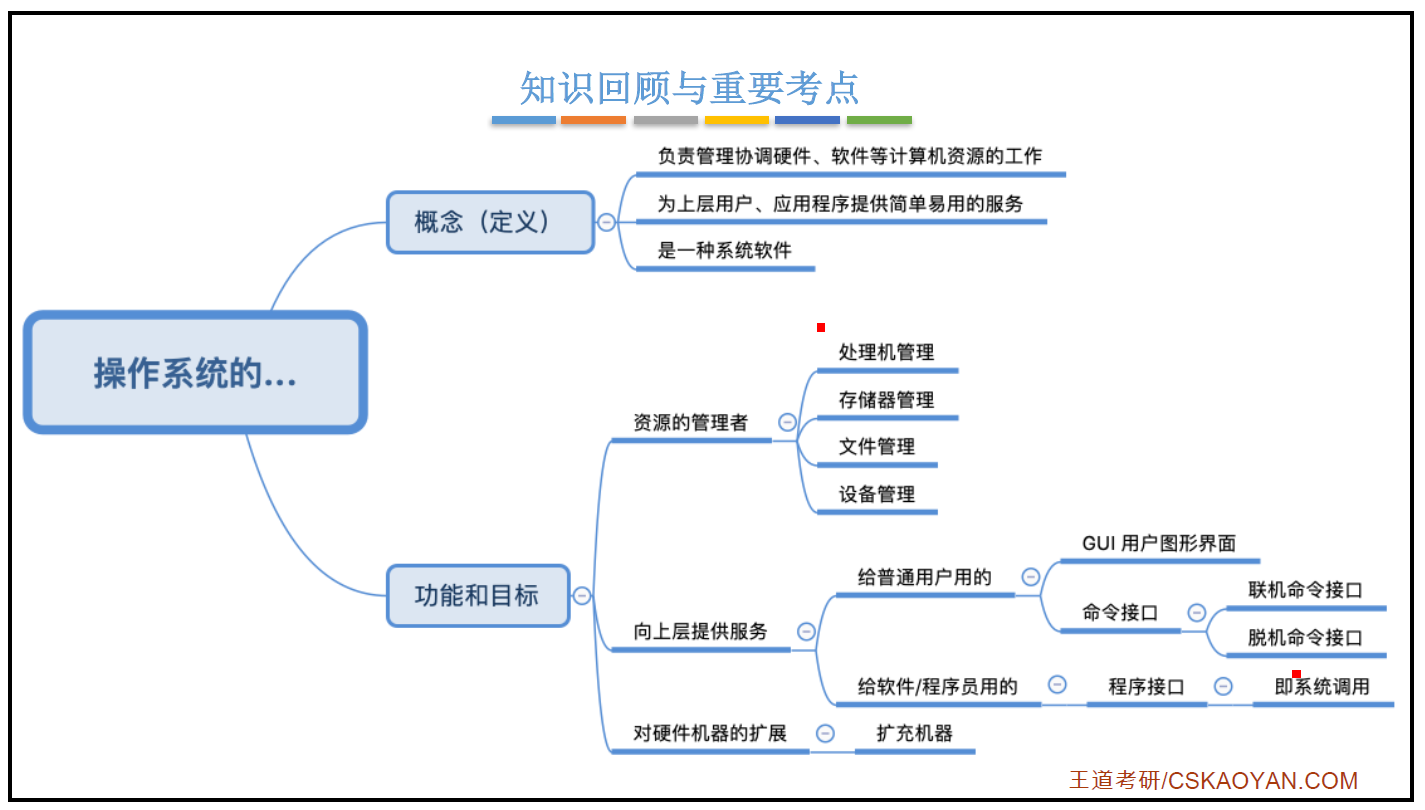 知识回顾与重要考点
负责管理协调硬件、软件等计算机资源的工作
概念（定义）
为上层用户、应用程序提供简单易用的服务
是一种系统软件
操作系统的...
处理机管理
存储器管理
资源的管理者
文件管理
设备管理
功能和目标
GUI 用户图形界面
给普通用户用的
联机命令接口
命令接口
脱机命令接口
向上层提供服务
给软件/程序员用的
程序接口
即系统调用
对硬件机器的扩展
扩充机器
王道考研/CSKAOYAN.COM